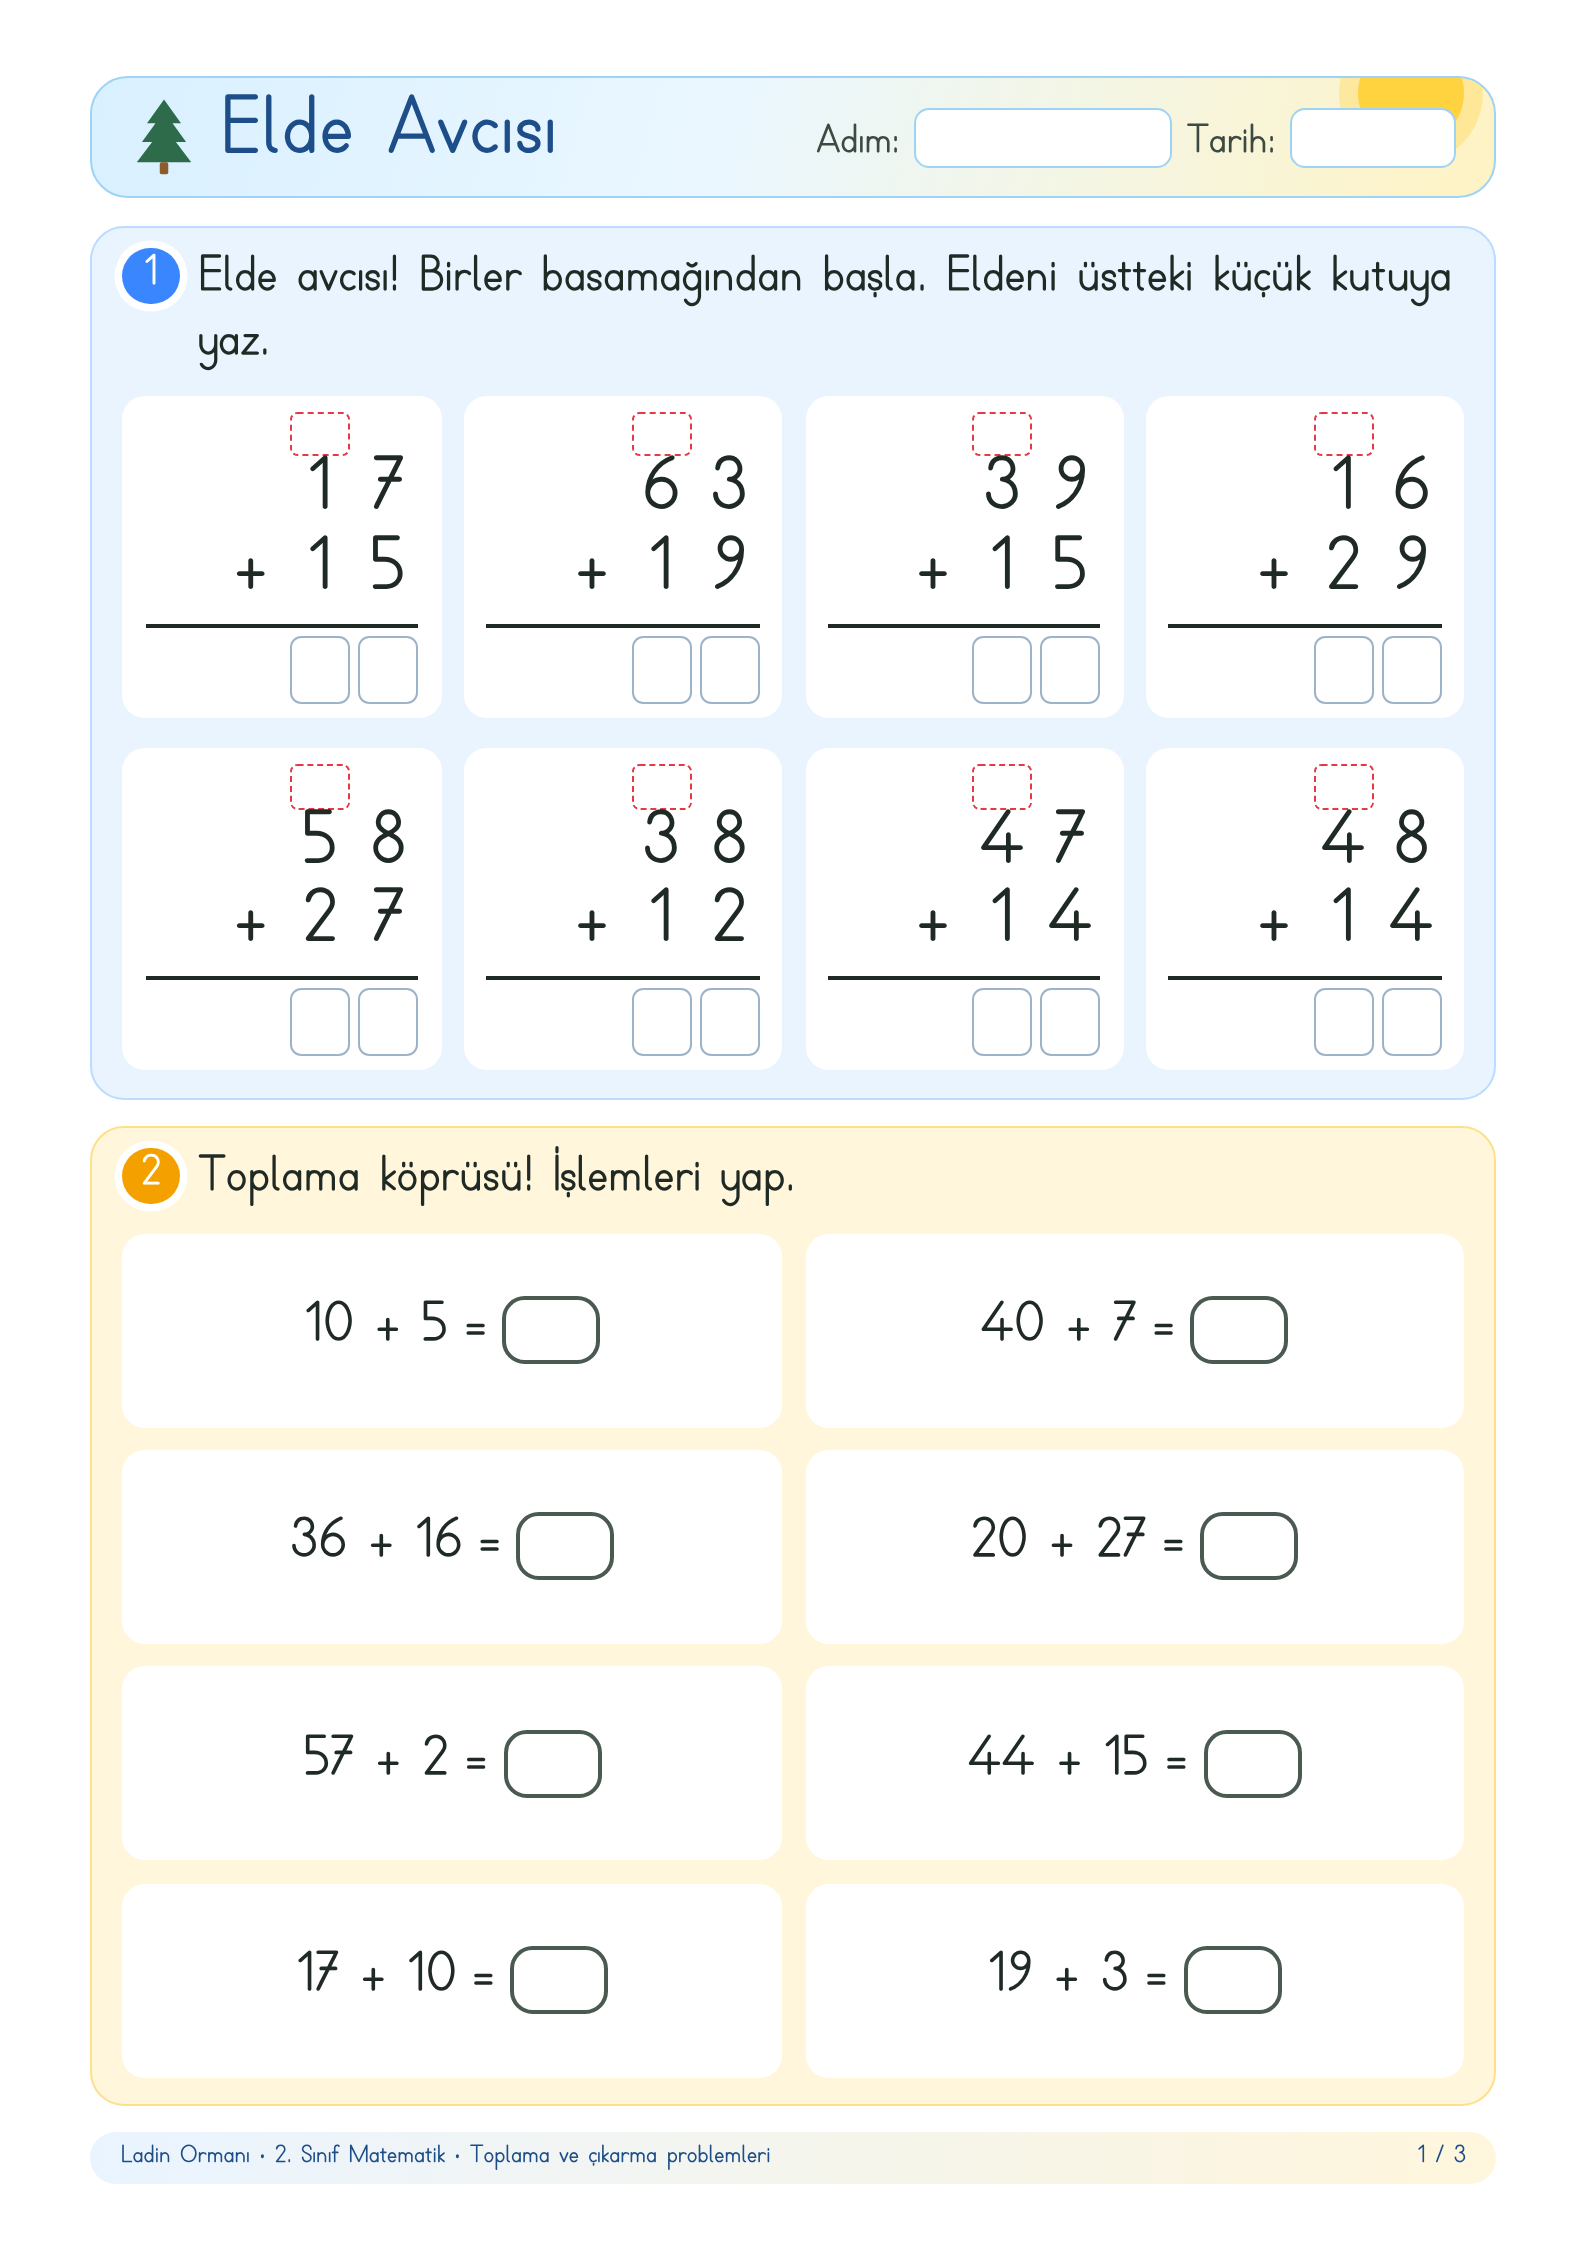 Elde Avcısı
Adım: Tarih:
1 Elde avcısı! Birler basamağından başla. Eldeni üstteki küçük kutuya
yaz.
1 7 6 3 3 9 1 6
+ 1 5 + 1 9 + 1 5 + 2 9
5 8 3 8 4 7 4 8
+ 2 7 + 1 2 + 1 4 + 1 4
2 Toplama köprüsü! İşlemleri yap.
10 + 5 = 40 + 7 =
36 + 16 = 20 + 27 =
57 + 2 = 44 + 15 =
17 + 10 = 19 + 3 =
Ladin Ormanı • 2. Sınıf Matematik • Toplama ve çıkarma problemleri 1 / 3